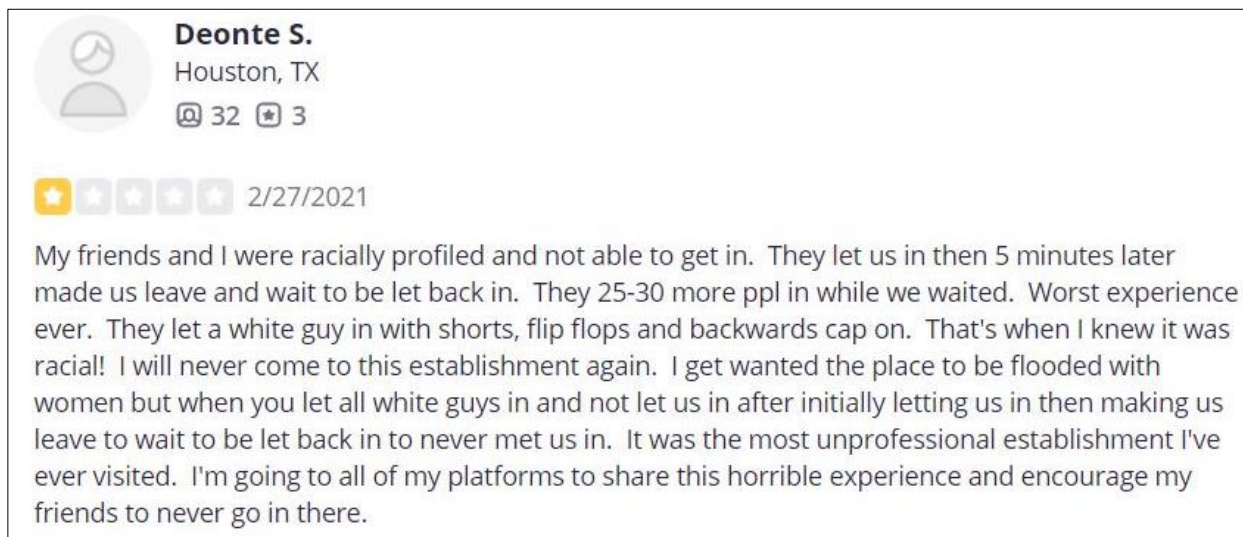 Deonte S.
Houston, TX
32 3
2/27/2021
My friends and I were racially profiled and not able to get in. They let us in then 5 minutes later
made us leave and wait to be let back in. They 25-30 more ppl in while we waited. Worst experience
ever. They let a white guy in with shorts, flip flops and backwards cap on. That's when I knew it was
racial! I will never come to this establishment again. I get wanted the place to be flooded with
women but when you let all white guys in and not let us in after initially letting us in then making us
leave to wait to be let back in to never met us in. It was the most unprofessional establishment I've
ever visited. I'm going to all of my platforms to share this horrible experience and encourage my
friends to never go in there.